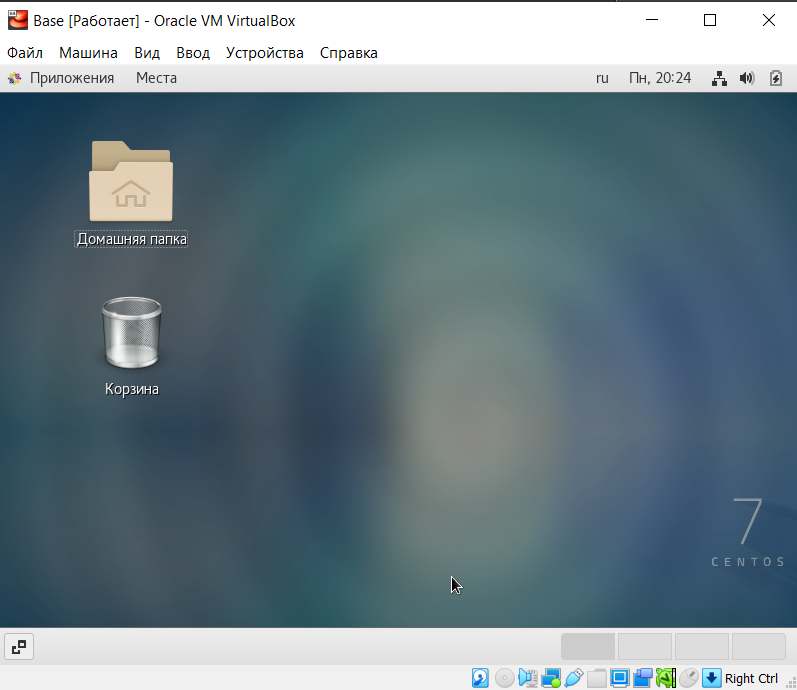 Base [Работает] - Oracle VM VirtualBox
Файл Машина Вид Ввод Устройства Справка
Приложения Места ru Пн, 20:24
Домашняя папка
Корзина
7
CENTOS
Right Ctrl